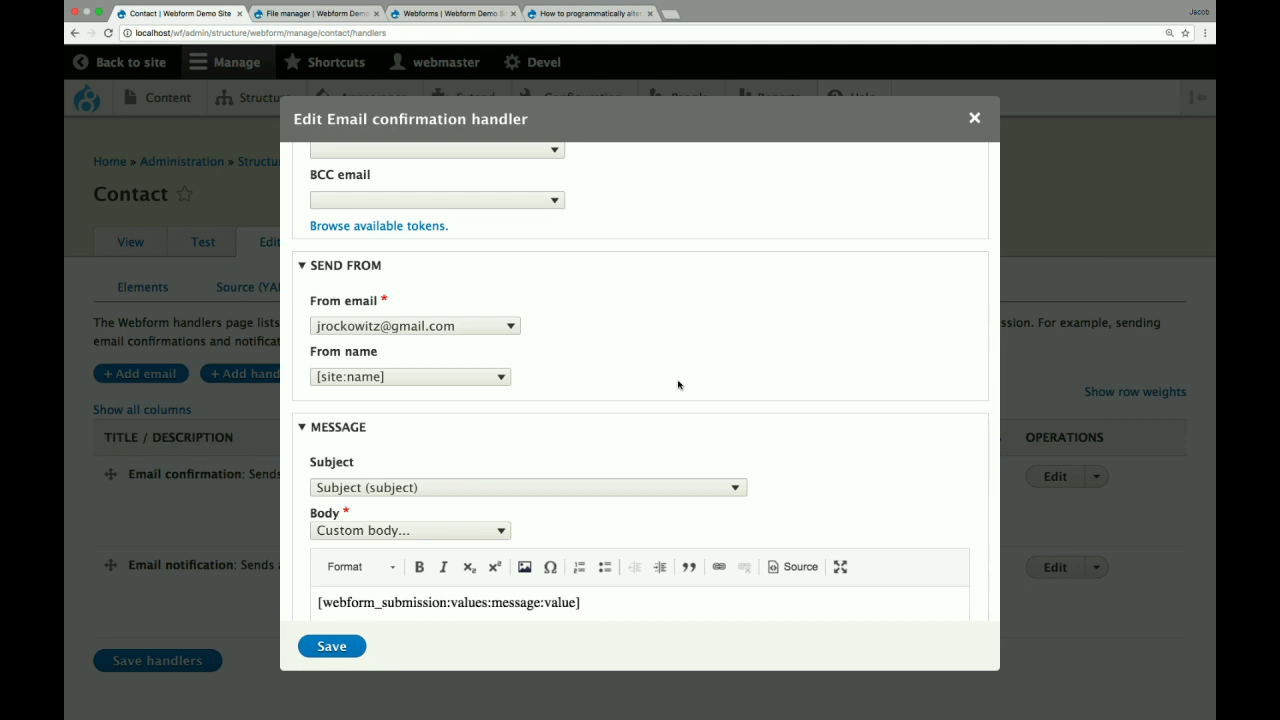 Contact | Webform Demo Site
File manager | Webform Demo
Webforms | Webform Demo S
How to programmatically alte
Jacob
localhost/wf/admin/structure/webform/manage/contact/handlers
Back to site
Manage
Shortcuts
webmaster
Devel
Content
Structu
Edit Email confirmation handler
Home » Administration » Structu
Contact
View
Test
Edi
Elements
Source (YA
The Webform handlers page lists
ssion. For example, sending
email confirmations and notificat
+ Add email
+ Add hand
Show row weights
Show all columns
TITLE / DESCRIPTION
OPERATIONS
Email confirmation: Sends
Edit
Email notification: Sends a
Edit
Save handlers
BCC email
Browse available tokens.
SEND FROM
From email *
jrockowitz@gmail.com
From name
[site:name]
MESSAGE
Subject
Subject (subject)
Body *
Custom body...
Format
B I x₂ x² Ω
Source
[webform_submission:values:message:value]
Save